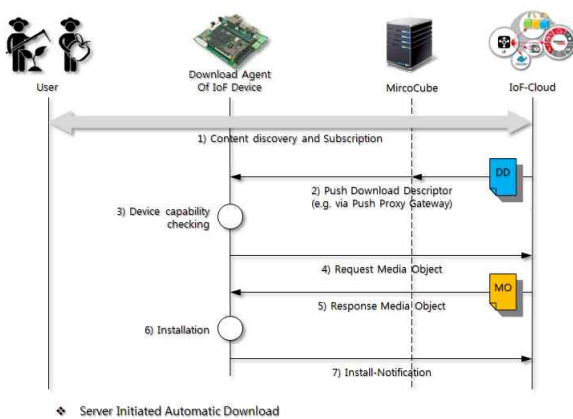 User
Download Agent
Of IoF Device
MircoCube
IoF-Cloud
1) Content discovery and Subscription
DD
2) Push Download Descriptor
(e.g. via Push Proxy Gateway)
3) Device capability
checking
4) Request Media Object
MO
5) Response Media Object
6) Installation
7) Install-Notification
❖ Server Initiated Automatic Download